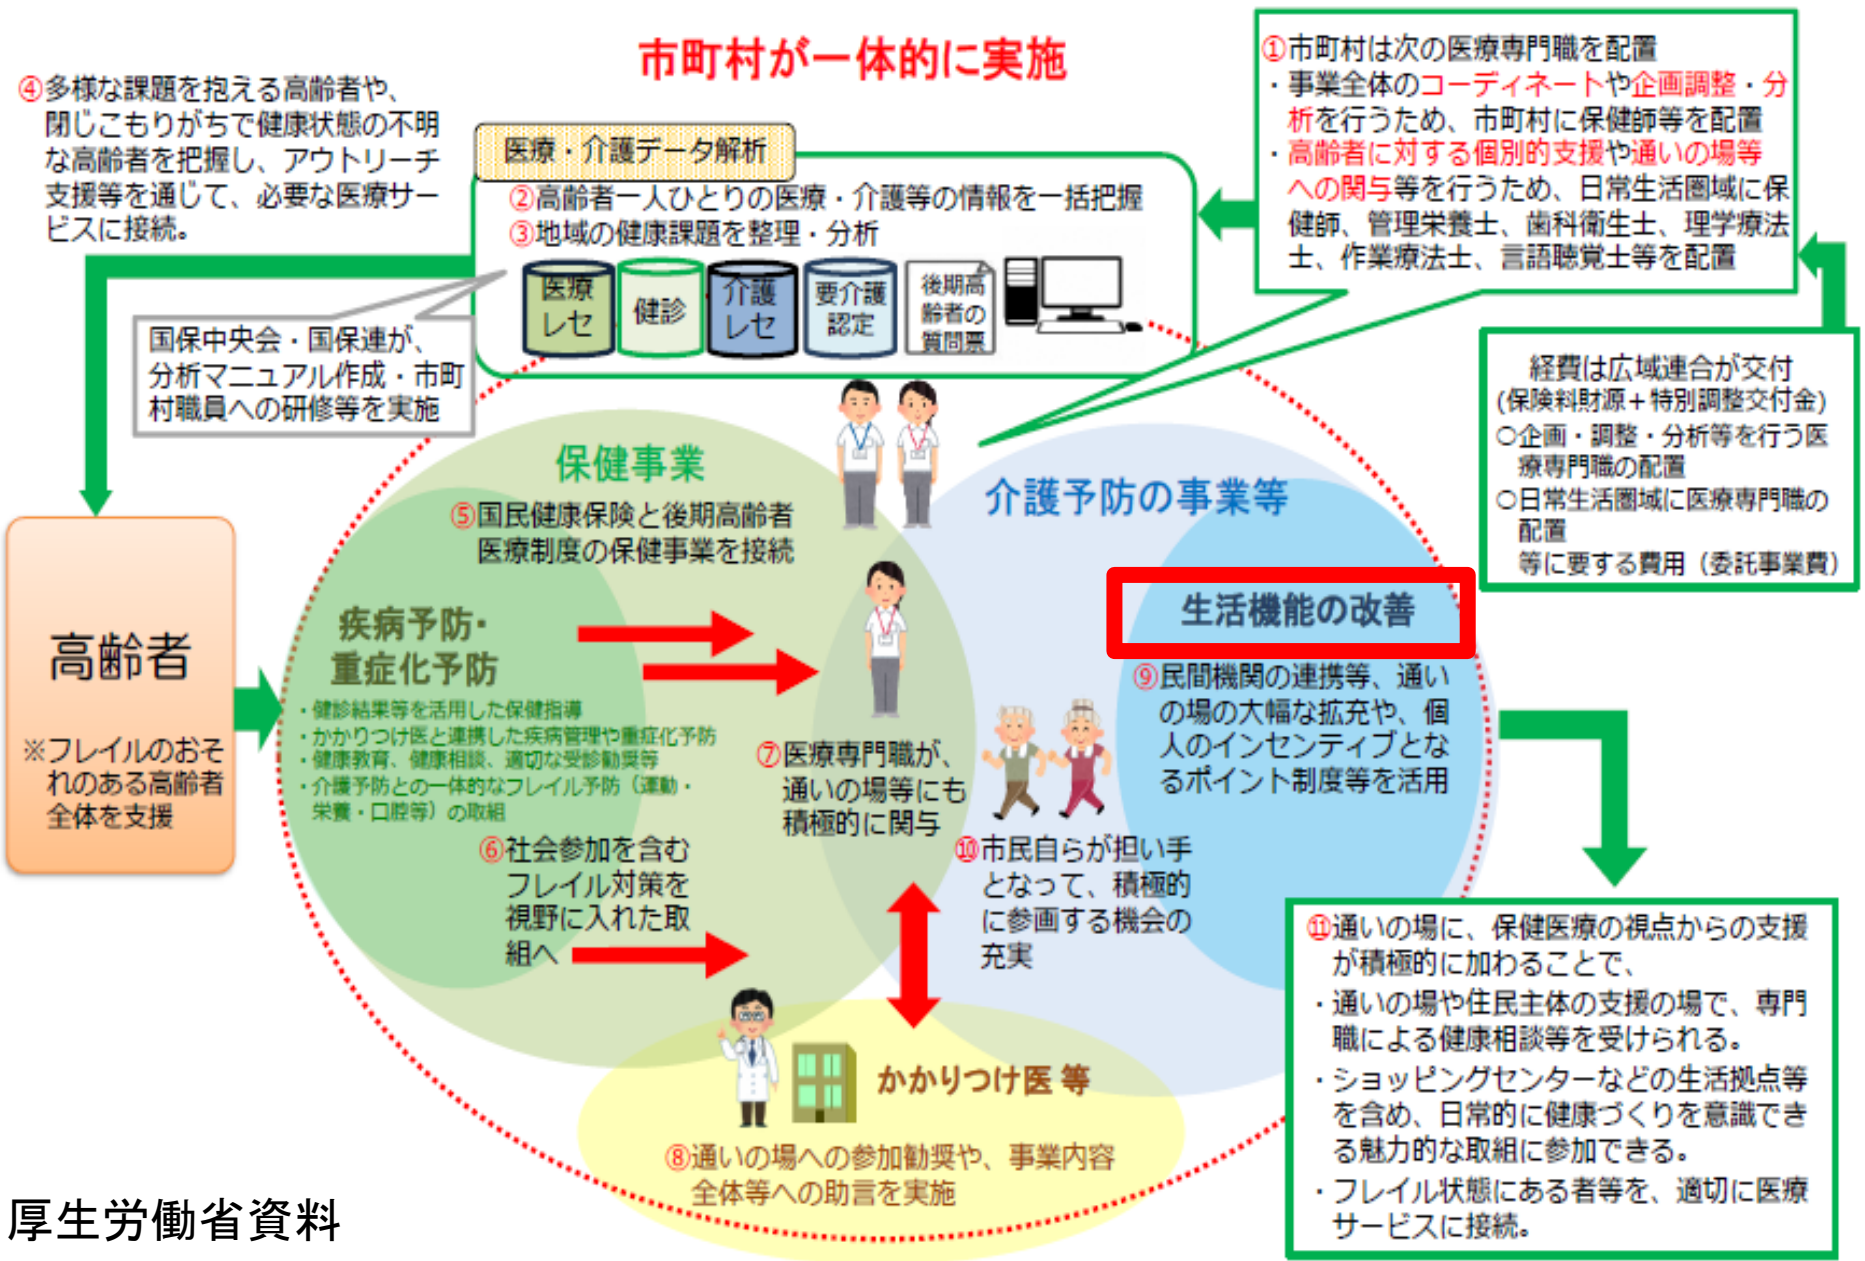 市町村が一体的に実施
①市町村は次の医療専門職を配置
・事業全体のコーディネートや企画調整・分
析を行うため、市町村に保健師等を配置
・高齢者に対する個別的支援や通いの場等
への関与等を行うため、日常生活圏域に保
健師、管理栄養士、歯科衛生士、理学療法
士、作業療法士、言語聴覚士等を配置
④多様な課題を抱える高齢者や、
閉じこもりがちで健康状態の不明
な高齢者を把握し、アウトリーチ
支援等を通じて、必要な医療サー
ビスに接続。
医療・介護データ解析
②高齢者一人ひとりの医療・介護等の情報を一括把握
③地域の健康課題を整理・分析
医療
レセ
健診
介護
レセ
要介護
認定
後期高
齢者の
質問票
国保中央会・国保連が、
分析マニュアル作成・市町
村職員への研修等を実施
経費は広域連合が交付
(保険料財源＋特別調整交付金)
○企画・調整・分析等を行う医
療専門職の配置
○日常生活圏域に医療専門職の
配置
等に要する費用（委託事業費）
保健事業
⑤国民健康保険と後期高齢者
医療制度の保健事業を接続
介護予防の事業等
高齢者
※フレイルのおそ
れのある高齢者
全体を支援
疾病予防・
重症化予防
・健診結果等を活用した保健指導
・かかりつけ医と連携した疾病管理や重症化予防
・健康教育、健康相談、適切な受診勧奨等
・介護予防との一体的なフレイル予防（運動・
栄養・口腔等）の取組
⑥社会参加を含む
フレイル対策を
視野に入れた取
組へ
⑦医療専門職が、
通いの場等にも
積極的に関与
生活機能の改善
⑨民間機関の連携等、通い
の場の大幅な拡充や、個
人のインセンティブとな
るポイント制度等を活用
⑩市民自らが担い手
となって、積極的
に参画する機会の
充実
かかりつけ医 等
⑧通いの場への参加勧奨や、事業内容
全体等への助言を実施
⑪通いの場に、保健医療の視点からの支援
が積極的に加わることで、
・通いの場や住民主体の支援の場で、専門
職による健康相談等を受けられる。
・ショッピングセンターなどの生活拠点等
を含め、日常的に健康づくりを意識でき
る魅力的な取組に参加できる。
・フレイル状態にある者等を、適切に医療
サービスに接続。
厚生労働省資料